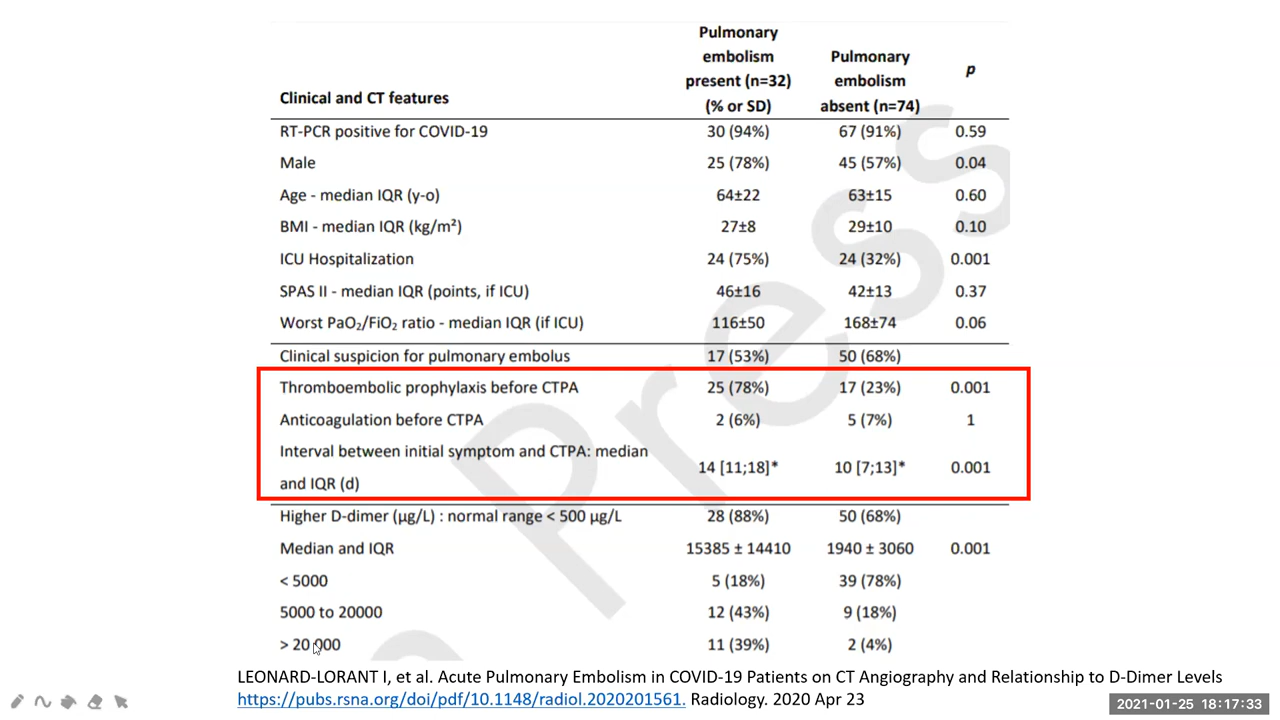 Clinical and CT features Pulmonary embolism present (n=32) (% or SD) Pulmonary embolism absent (n=74) p
RT-PCR positive for COVID-19 30 (94%) 67 (91%) 0.59
Male 25 (78%) 45 (57%) 0.04
Age - median IQR (y-o) 64±22 63±15 0.60
BMI - median IQR (kg/m²) 27±8 29±10 0.10
ICU Hospitalization 24 (75%) 24 (32%) 0.001
SPAS II - median IQR (points, if ICU) 46±16 42±13 0.37
Worst PaO₂/FiO₂ ratio - median IQR (if ICU) 116±50 168±74 0.06
Clinical suspicion for pulmonary embolus 17 (53%) 50 (68%)
Thromboembolic prophylaxis before CTPA 25 (78%) 17 (23%) 0.001
Anticoagulation before CTPA 2 (6%) 5 (7%) 1
Interval between initial symptom and CTPA: median
and IQR (d) 14 [11;18]* 10 [7;13]* 0.001
Higher D-dimer (µg/L) : normal range < 500 µg/L 28 (88%) 50 (68%)
Median and IQR 15385 ± 14410 1940 ± 3060 0.001
< 5000 5 (18%) 39 (78%)
5000 to 20000 12 (43%) 9 (18%)
> 20 000 11 (39%) 2 (4%)
Press
LEONARD-LORANT I, et al. Acute Pulmonary Embolism in COVID-19 Patients on CT Angiography and Relationship to D-Dimer Levels
https://pubs.rsna.org/doi/pdf/10.1148/radiol.2020201561. Radiology. 2020 Apr 23
2021-01-25 18:17:33